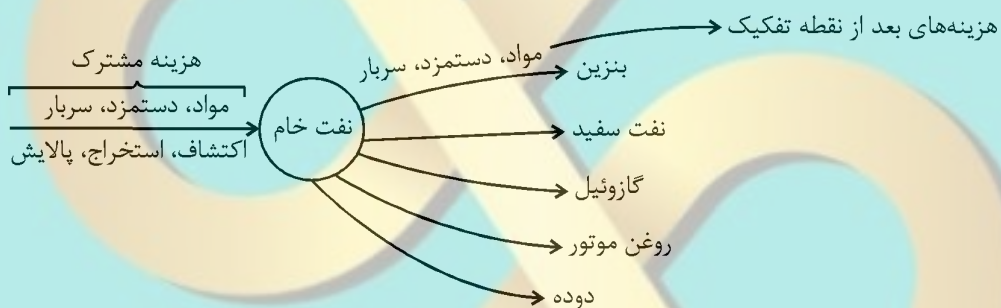 هزینه‌های بعد از نقطه تفکیک
هزینه مشترک
مواد، دستمزد، سربار
اکتشاف، استخراج، پالایش
نفت خام
مواد، دستمزد، سربار
بنزین
نفت سفید
گازوئیل
روغن موتور
دوده